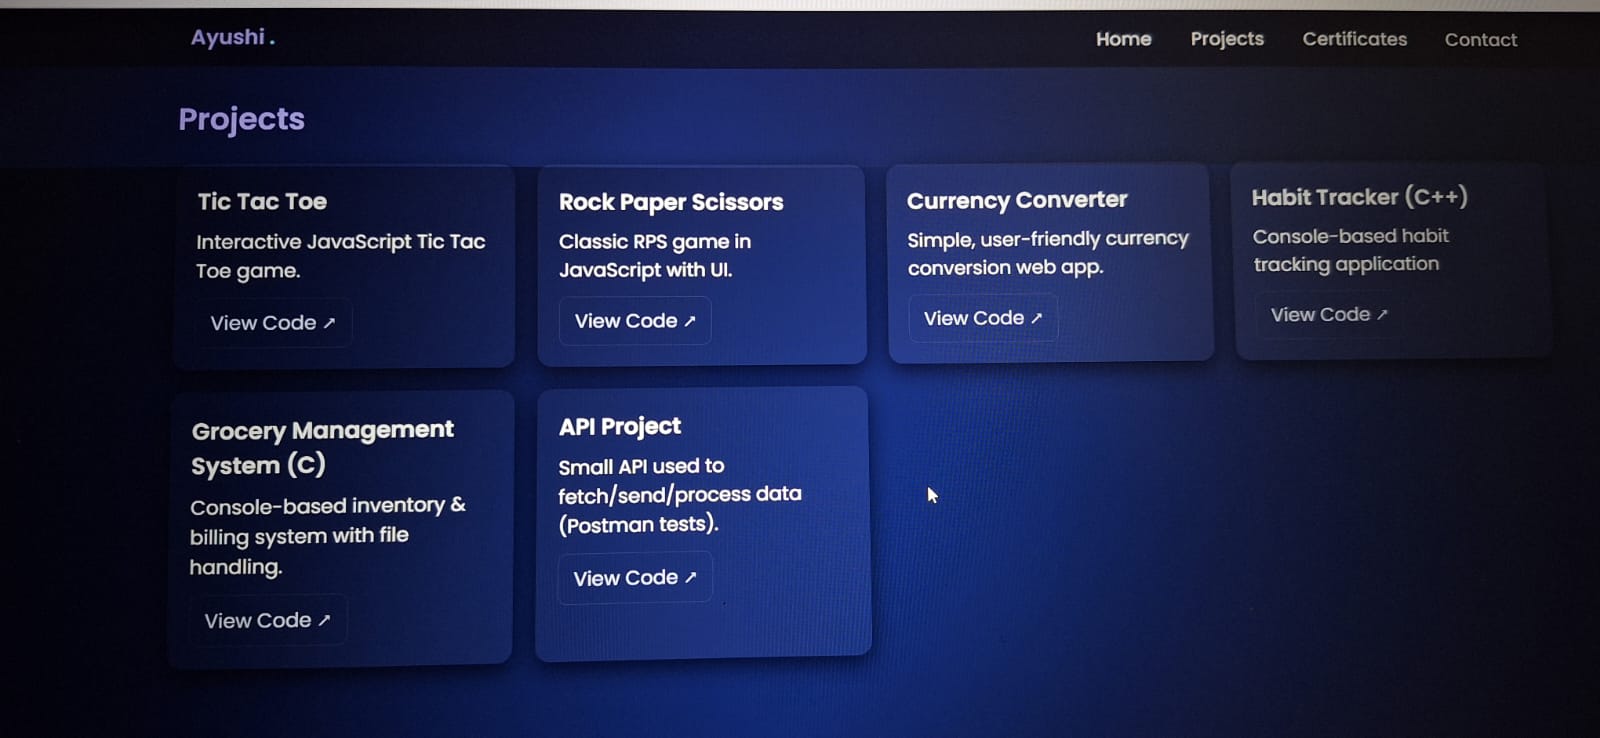 Ayushi.
Home Projects Certificates Contact
Projects
Tic Tac Toe
Interactive JavaScript Tic Tac
Toe game.
View Code ↗
Rock Paper Scissors
Classic RPS game in
JavaScript with UI.
View Code ↗
Currency Converter
Simple, user-friendly currency
conversion web app.
View Code ↗
Habit Tracker (C++)
Console-based habit
tracking application
View Code ↗
Grocery Management
System (C)
Console-based inventory &
billing system with file
handling.
View Code ↗
API Project
Small API used to
fetch/send/process data
(Postman tests).
View Code ↗